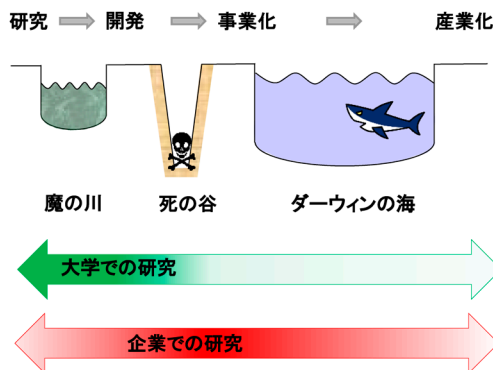 研究 開発 事業化 産業化
魔の川 死の谷 ダーウィンの海
大学での研究
企業での研究